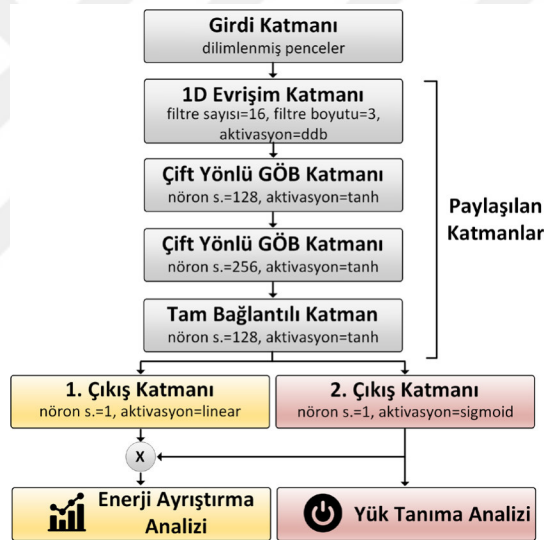 Girdi Katmanı
dilimlenmiş penceler
1D Evrişim Katmanı
filtre sayısı=16, filtre boyutu=3,
aktivasyon=ddb
Çift Yönlü GÖB Katmanı
nöron s.=128, aktivasyon=tanh
Çift Yönlü GÖB Katmanı
nöron s.=256, aktivasyon=tanh
Tam Bağlantılı Katman
nöron s.=128, aktivasyon=tanh
Paylaşılan
Katmanlar
1. Çıkış Katmanı
nöron s.=1, aktivasyon=linear
2. Çıkış Katmanı
nöron s.=1, aktivasyon=sigmoid
X
Enerji Ayrıştırma
Analizi
Yük Tanıma Analizi